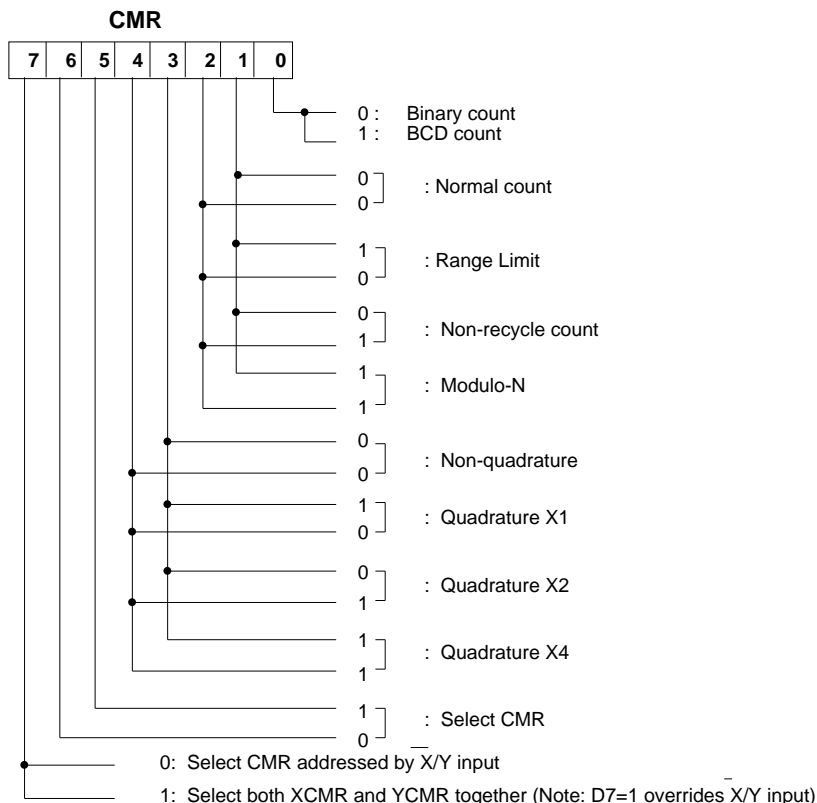 CMR
7 6 5 4 3 2 1 0
0 : Binary count
1 : BCD count
0
: Normal count
0
1
: Range Limit
0
0
: Non-recycle count
1
1
: Modulo-N
1
0
: Non-quadrature
0
1
: Quadrature X1
0
0
: Quadrature X2
1
1
: Quadrature X4
1
1
: Select CMR
0
0: Select CMR addressed by X̅/Y input
1: Select both XCMR and YCMR together (Note: D7=1 overrides X̅/Y input)